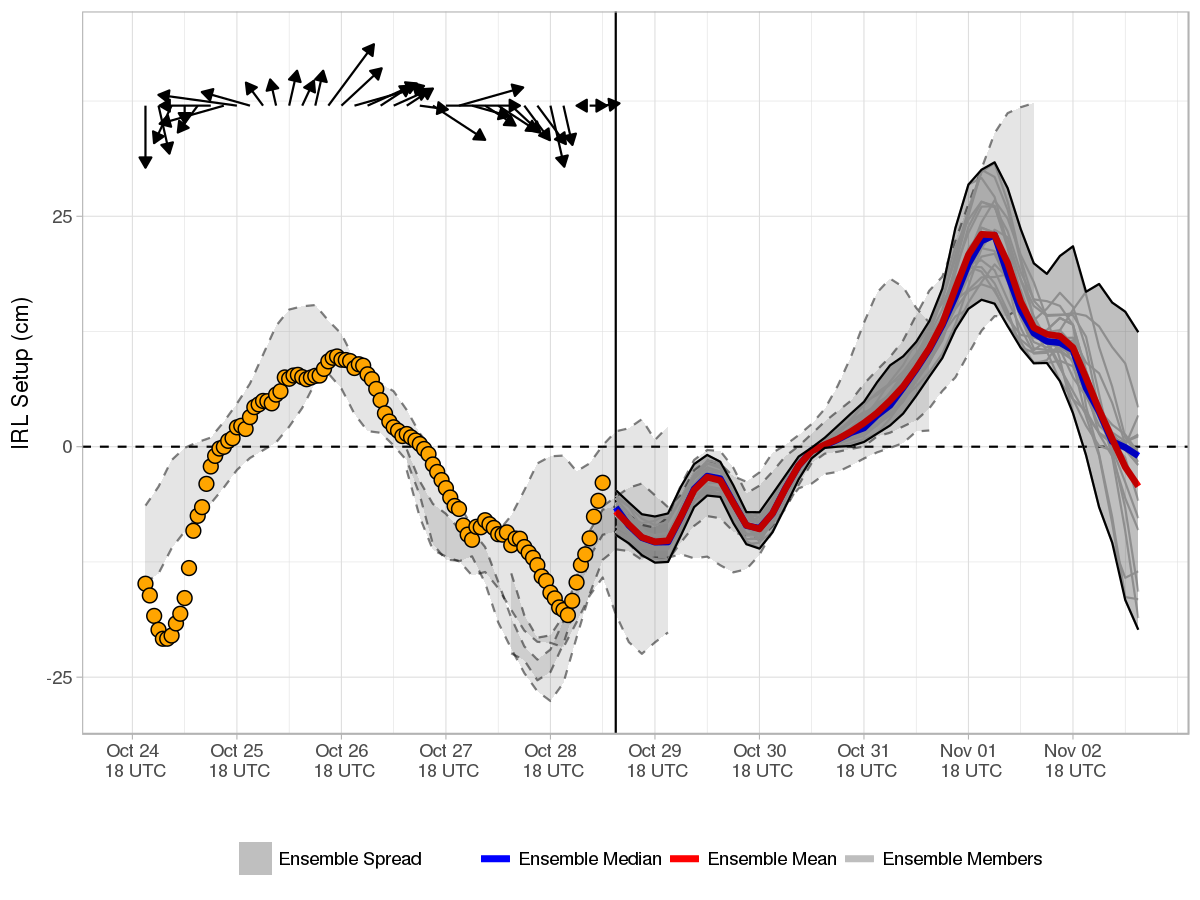 IRL Setup (cm)
25
0
-25
Oct 24 Oct 25 Oct 26 Oct 27 Oct 28 Oct 29 Oct 30 Oct 31 Nov 01 Nov 02
18 UTC 18 UTC 18 UTC 18 UTC 18 UTC 18 UTC 18 UTC 18 UTC 18 UTC 18 UTC
Ensemble Spread Ensemble Median Ensemble Mean Ensemble Members